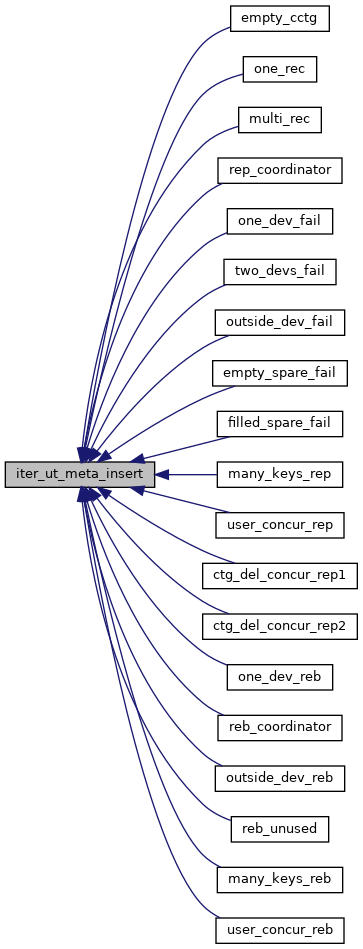 empty_cctg
one_rec
multi_rec
rep_coordinator
one_dev_fail
two_devs_fail
outside_dev_fail
empty_spare_fail
filled_spare_fail
iter_ut_meta_insert
many_keys_rep
user_concur_rep
ctg_del_concur_rep1
ctg_del_concur_rep2
one_dev_reb
reb_coordinator
outside_dev_reb
reb_unused
many_keys_reb
user_concur_reb